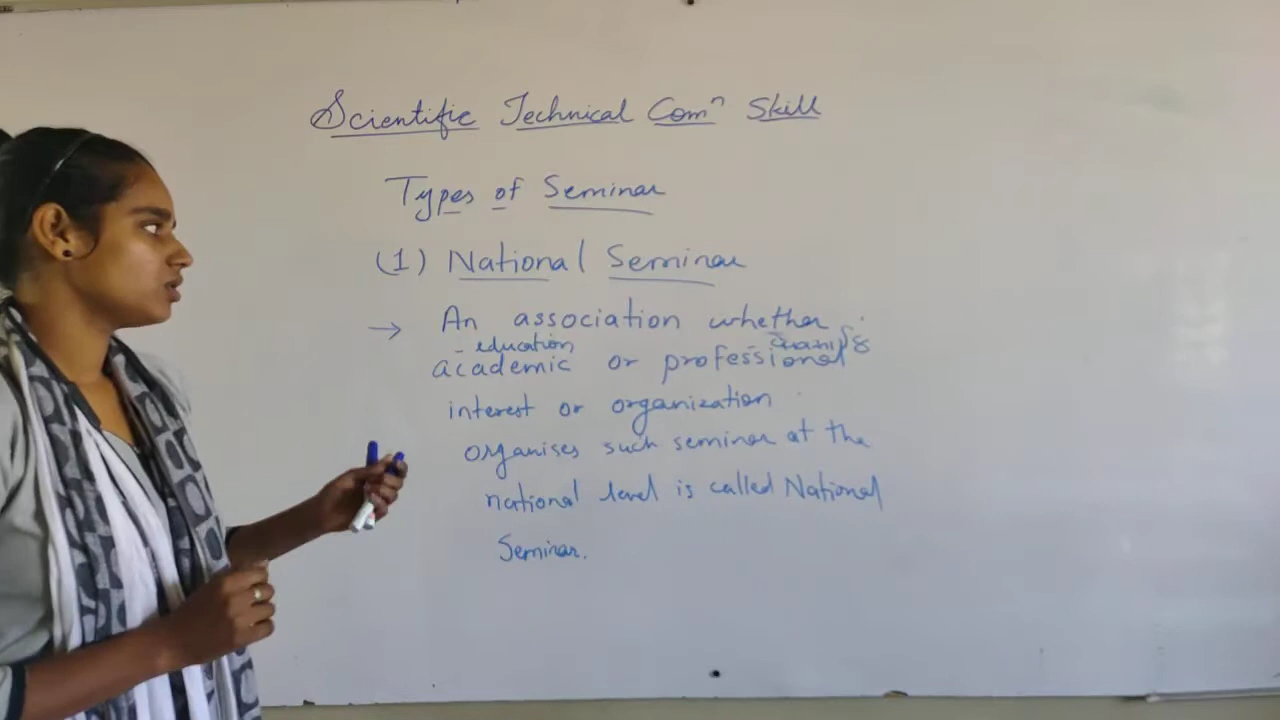 Scientific Technical Comⁿ Skill
Types of Seminar
(1) National Seminar
→ An association whether
education
academic or professional
interest or organization
organises such seminar at the
national level is called National
Seminar.